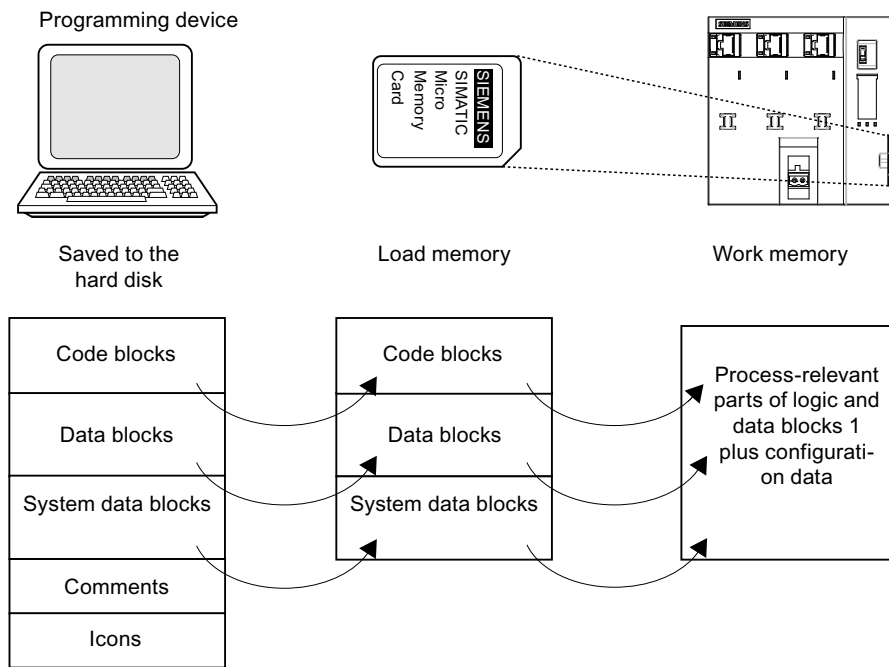 Programming device
SIEMENS
SIEMENS
SIMATIC
Micro
Memory
Card
Saved to the
hard disk
Load memory
Work memory
Code blocks
Code blocks
Process-relevant
parts of logic and
data blocks 1
plus configurati-
on data
Data blocks
Data blocks
System data blocks
System data blocks
Comments
Icons